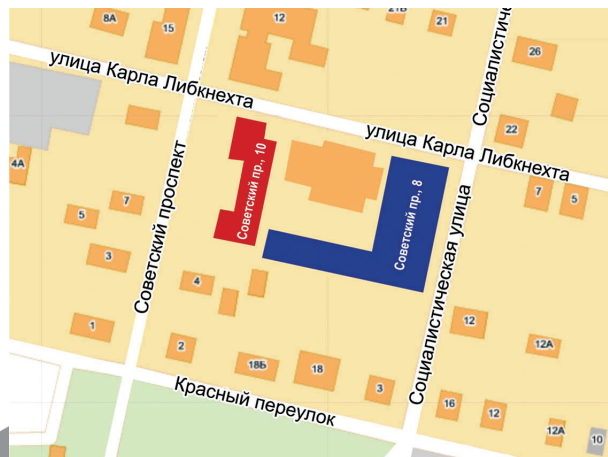 8А
15
12
21Б
21
26
Социалистиче
улица Карла Либкнехта
улица Карла Либкнехта
22
4А
7
5
3
1
Советский проспект
Советский пр., 10
Советский пр., 8
Социалистическая улица
7
5
4
2
18Б
18
3
12
12А
16
12
12А
10
Красный переулок